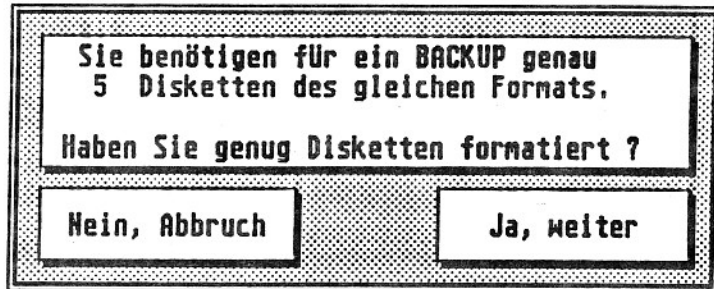 Sie benötigen für ein BACKUP genau
5 Disketten des gleichen Formats.
Haben Sie genug Disketten formatiert ?
Nein, Abbruch
Ja, weiter